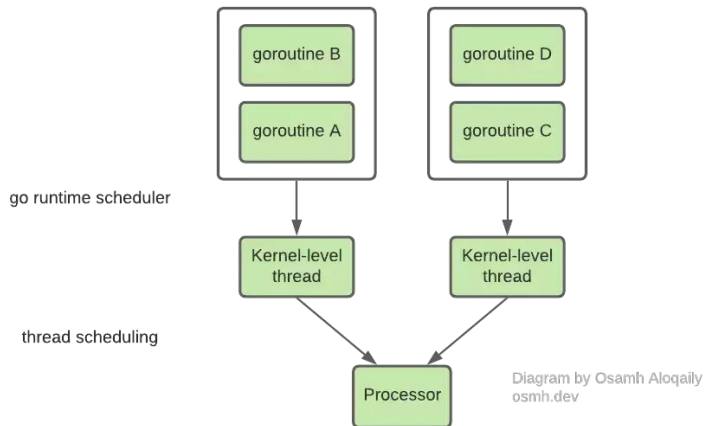 goroutine B
goroutine D
goroutine A
goroutine C
go runtime scheduler
Kernel-level
thread
Kernel-level
thread
thread scheduling
Processor
Diagram by Osamh Aloqaily
osmh.dev